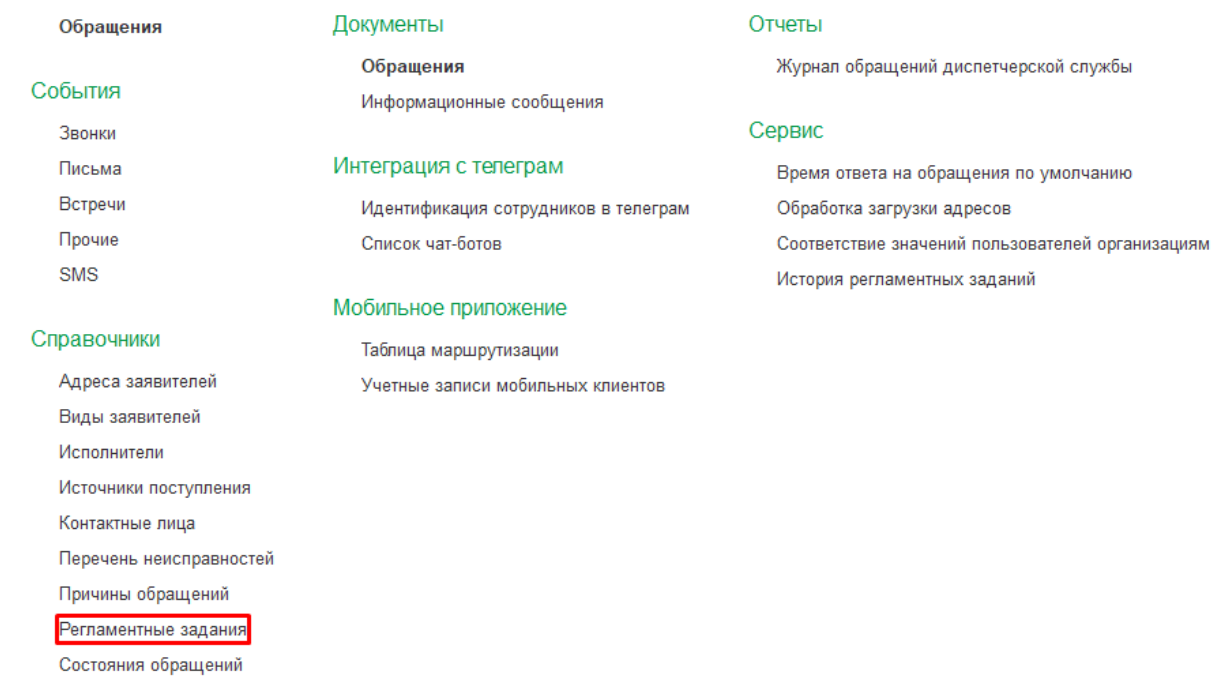 Обращения
События
Звонки
Письма
Встречи
Прочие
SMS
Справочники
Адреса заявителей
Виды заявителей
Исполнители
Источники поступления
Контактные лица
Перечень неисправностей
Причины обращений
Регламентные задания
Состояния обращений
Документы
Обращения
Информационные сообщения
Интеграция с телеграм
Идентификация сотрудников в телеграм
Список чат-ботов
Мобильное приложение
Таблица маршрутизации
Учетные записи мобильных клиентов
Отчеты
Журнал обращений диспетчерской службы
Сервис
Время ответа на обращения по умолчанию
Обработка загрузки адресов
Соответствие значений пользователей организациям
История регламентных заданий